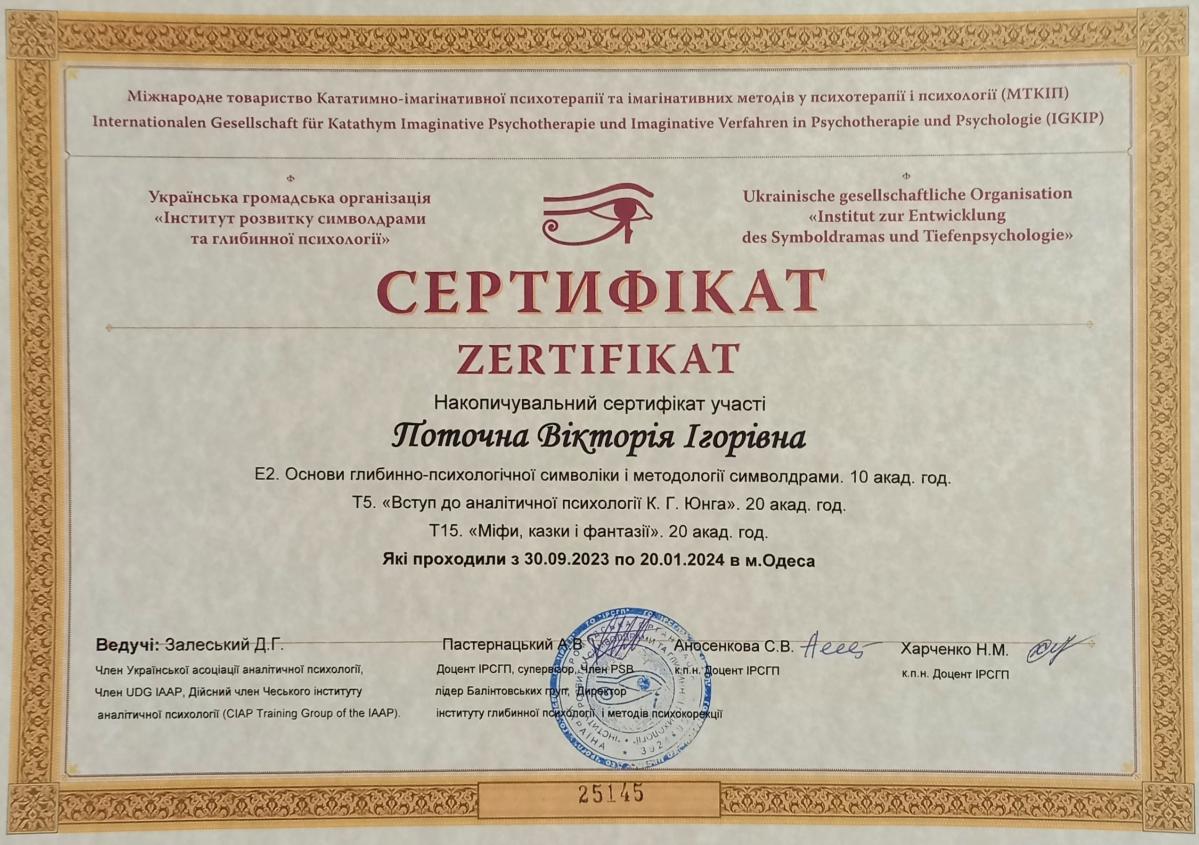 Міжнародне товариство Кататимно-імагінативної психотерапії та імагінативних методів у психотерапії і психології (МТКІП)
Internationalen Gesellschaft für Katathym Imaginative Psychotherapie und Imaginative Verfahren in Psychotherapie und Psychologie (IGKIP)
Українська громадська організація
«Інститут розвитку символдрами
та глибинної психології»
Ukrainische gesellschaftliche Organisation
«Institut zur Entwicklung
des Symboldramas und Tiefenpsychologie»
СЕРТИФІКАТ
ZERTIFIKAT
Накопичувальний сертифікат участі
Поточна Вікторія Ігорівна
Е2. Основи глибинно-психологічної символіки і методології символдрами. 10 акад. год.
Т5. «Вступ до аналітичної психології К. Г. Юнга». 20 акад. год.
Т15. «Міфи, казки і фантазії». 20 акад. год.
Які проходили з 30.09.2023 по 20.01.2024 в м.Одеса
Ведучі: Залеський Д.Г.
Член Української асоціації аналітичної психології,
Член UDG IAAP, Дійсний член Чеського інституту
аналітичної психології (CIAP Training Group of the IAAP).
Пастернацький А.В
Доцент ІРСГП, супервізор, Член PSB
лідер Балінтовських груп, Директор
інституту глибинної психології, і методів психокорекції
Аносенкова С.В.
к.п.н. Доцент ІРСГП
Харченко Н.М.
к.п.н. Доцент ІРСГП
25145